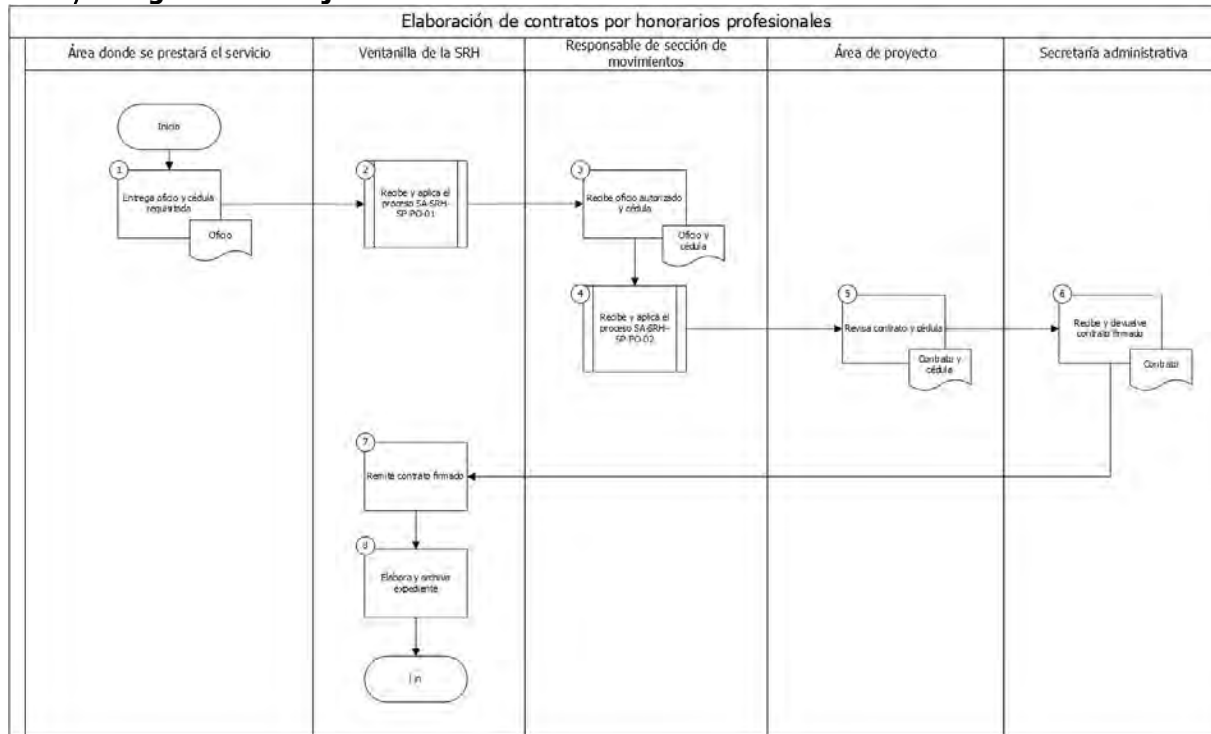 Elaboración de contratos por honorarios profesionales
Área donde se prestará el servicio
Ventanilla de la SRH
Responsable de sección de
movimientos
Área de proyecto
Secretaría administrativa
Inicio
1
Entrega oficio y cédula
requisitada
Oficio
2
Recibe y aplica el
proceso SA-SRH-
SP-PO-01
3
Recibe oficio autorizado
y cédula
Oficio y
cédula
4
Recibe y aplica el
proceso SA-SRH-
SP-PO-02
5
Revisa contrato y cédula
Contrato y
cédula
6
Recibe y devuelve
contrato firmado
Contrato
7
Remite contrato firmado
8
Elabora y archiva
expediente
Fin